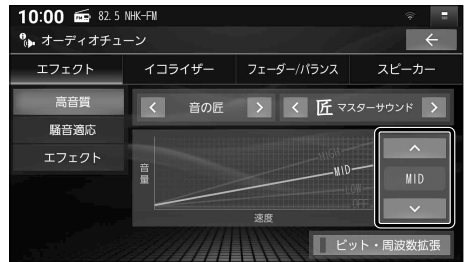 10:00 FM 82.5 NHK-FM
オーディオチューン
エフェクト イコライザー フェーダー/バランス スピーカー
高音質
音の匠
匠 マスターサウンド
騒音適応
エフェクト
HIGH
MID
LOW
音量
速度
MID
ビット・周波数拡張